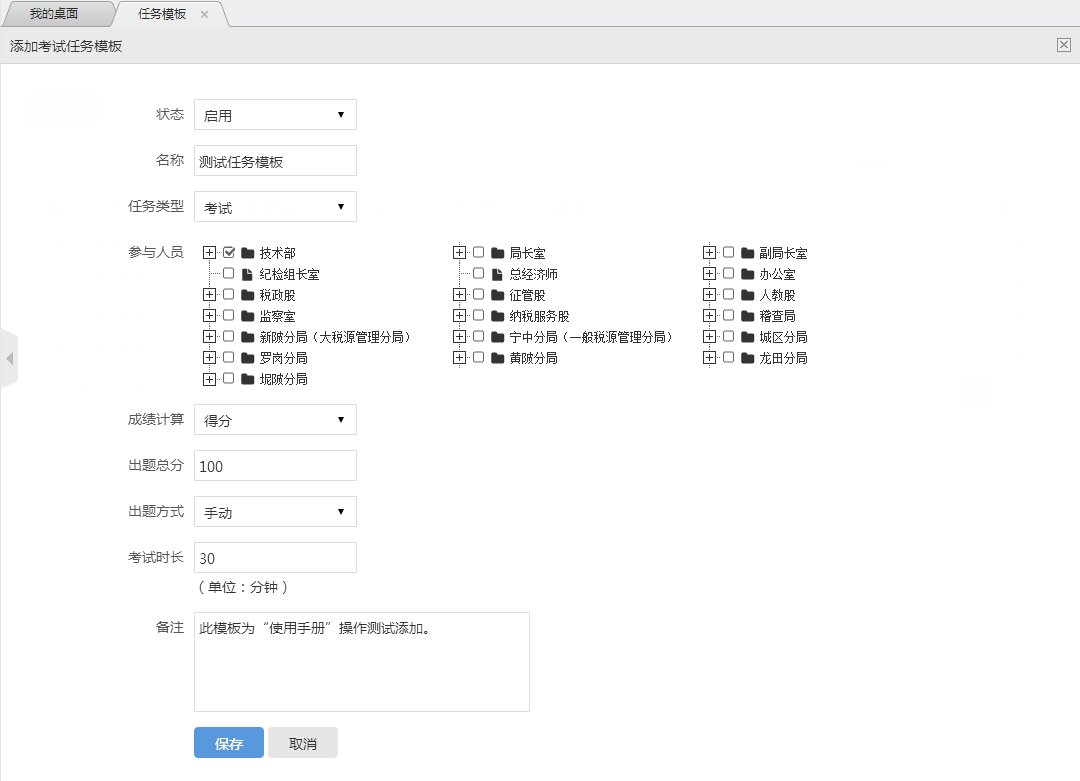 我的桌面 任务模板
添加考试任务模板
状态 启用
名称 测试任务模板
任务类型 考试
参与人员 技术部 局长室 副局长室
纪检组长室 总经济师 办公室
税政股 征管股 人教股
监察室 纳税服务股 稽查局
新陂分局（大税源管理分局） 宁中分局（一般税源管理分局） 城区分局
罗岗分局 黄陂分局 龙田分局
坭陂分局
成绩计算 得分
出题总分 100
出题方式 手动
考试时长 30
（单位：分钟）
备注 此模板为“使用手册”操作测试添加。
保存 取消